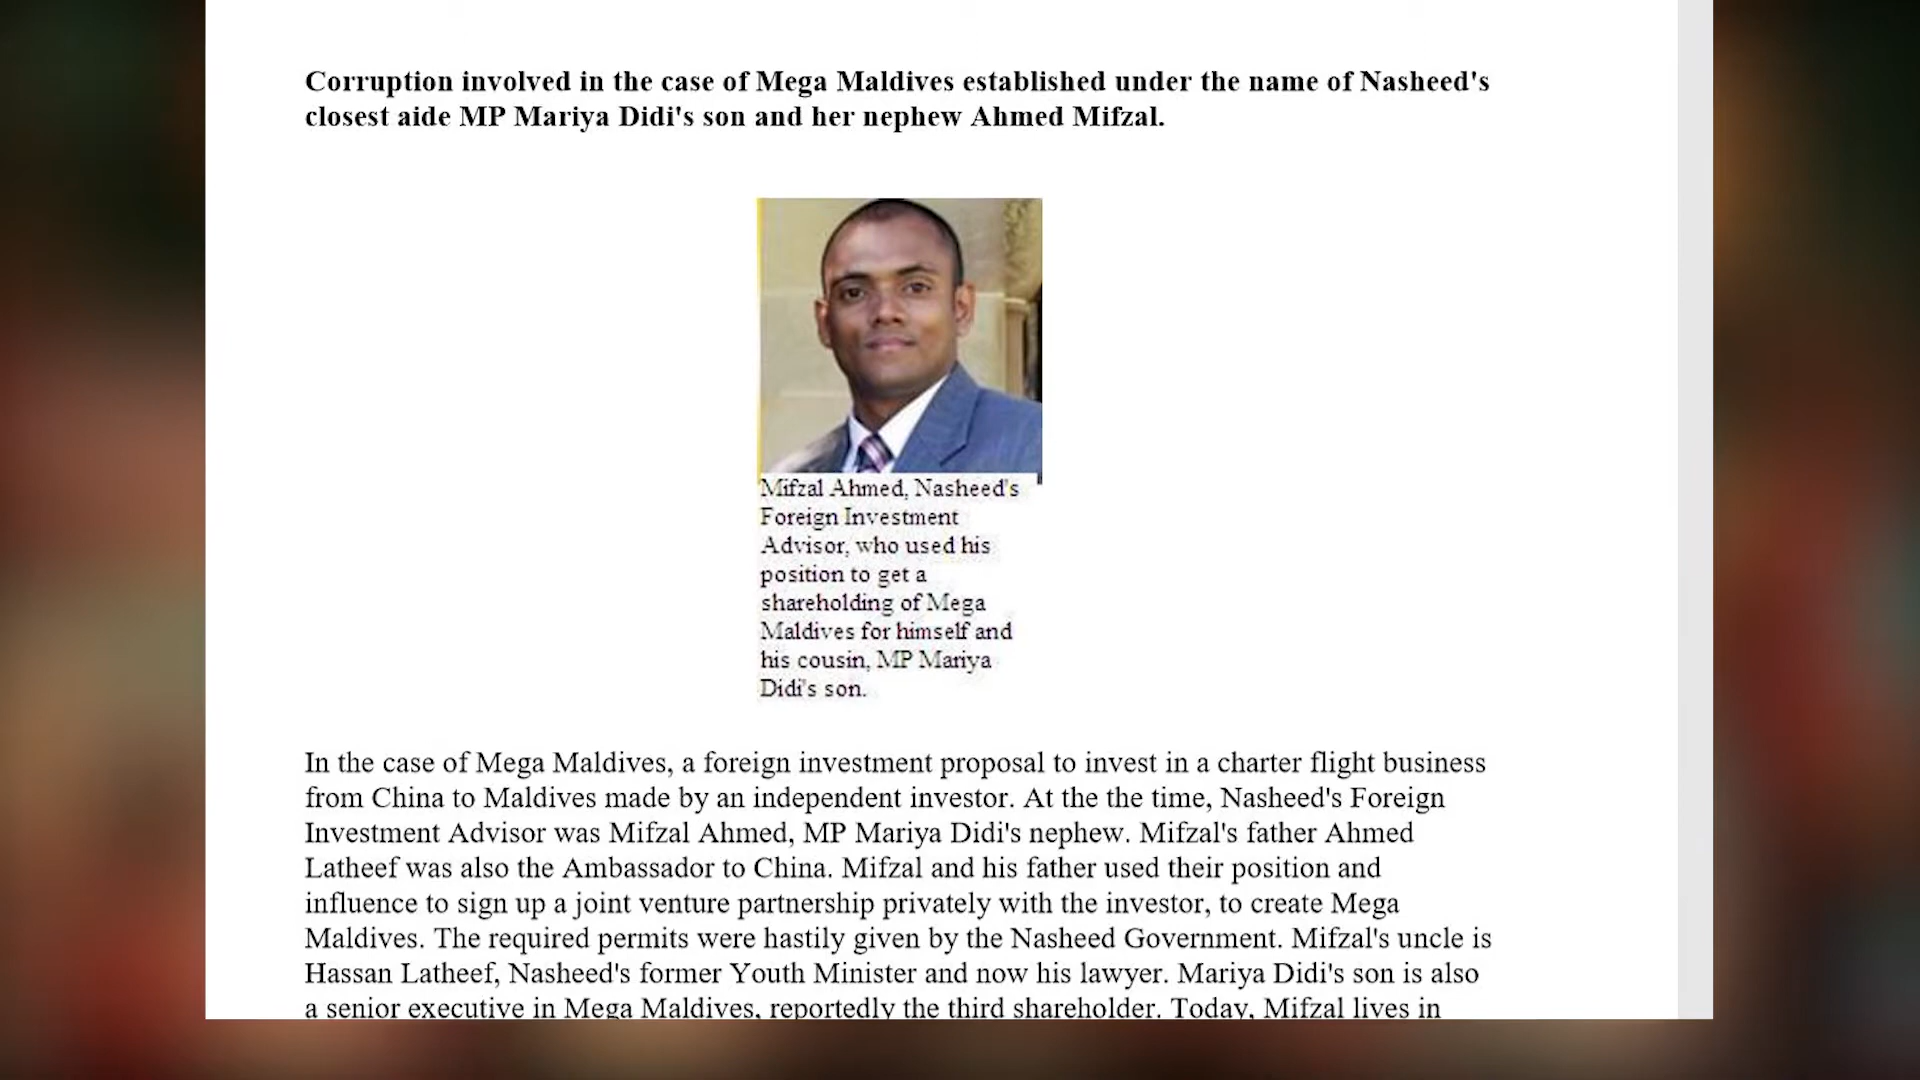 Corruption involved in the case of Mega Maldives established under the name of Nasheed's
closest aide MP Mariya Didi's son and her nephew Ahmed Mifzal.
Mifzal Ahmed, Nasheed's
Foreign Investment
Advisor, who used his
position to get a
shareholding of Mega
Maldives for himself and
his cousin, MP Mariya
Didi's son.
In the case of Mega Maldives, a foreign investment proposal to invest in a charter flight business
from China to Maldives made by an independent investor. At the the time, Nasheed's Foreign
Investment Advisor was Mifzal Ahmed, MP Mariya Didi's nephew. Mifzal's father Ahmed
Latheef was also the Ambassador to China. Mifzal and his father used their position and
influence to sign up a joint venture partnership privately with the investor, to create Mega
Maldives. The required permits were hastily given by the Nasheed Government. Mifzal's uncle is
Hassan Latheef, Nasheed's former Youth Minister and now his lawyer. Mariya Didi's son is also
a senior executive in Mega Maldives, reportedly the third shareholder. Today, Mifzal lives in